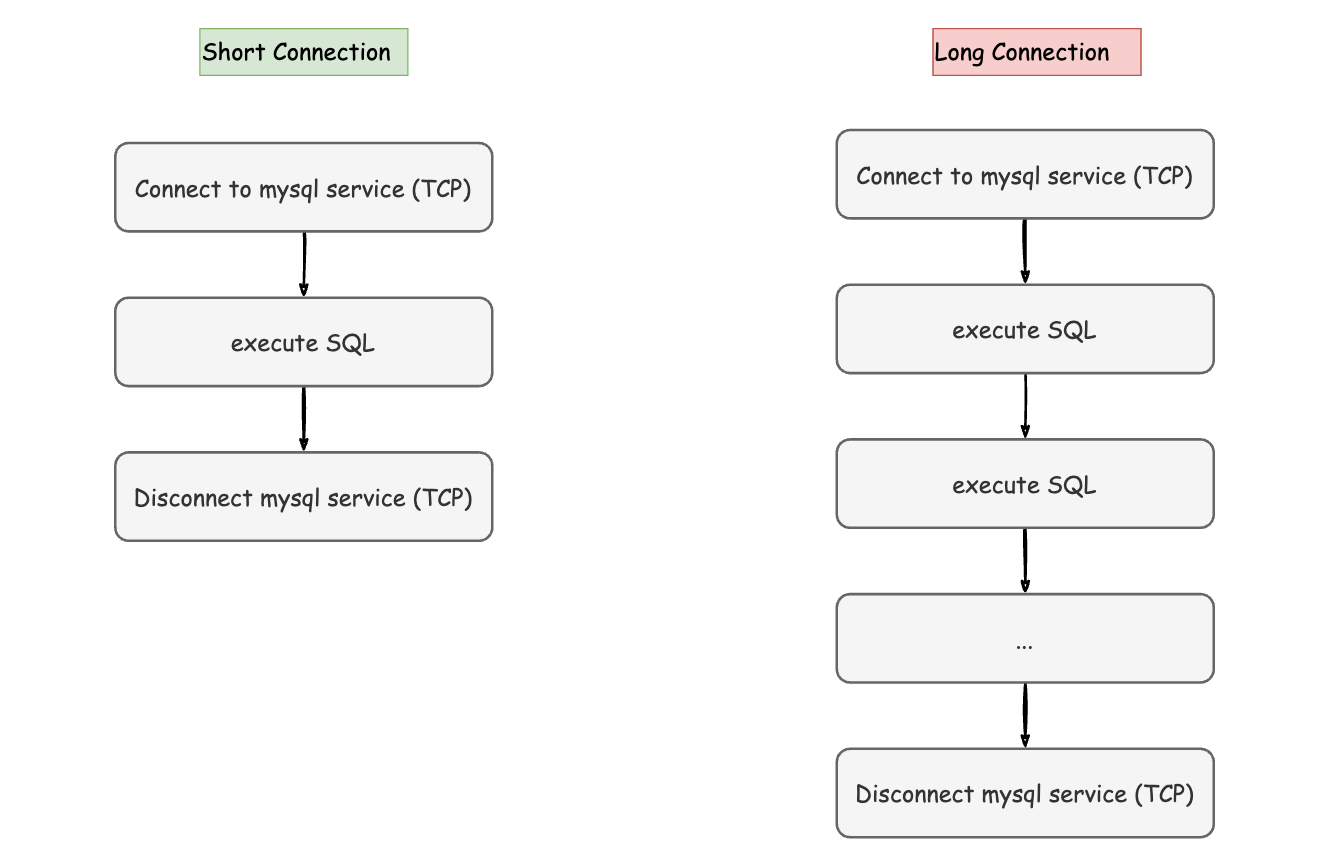 Short Connection
Connect to mysql service (TCP)
execute SQL
Disconnect mysql service (TCP)
Long Connection
Connect to mysql service (TCP)
execute SQL
execute SQL
...
Disconnect mysql service (TCP)